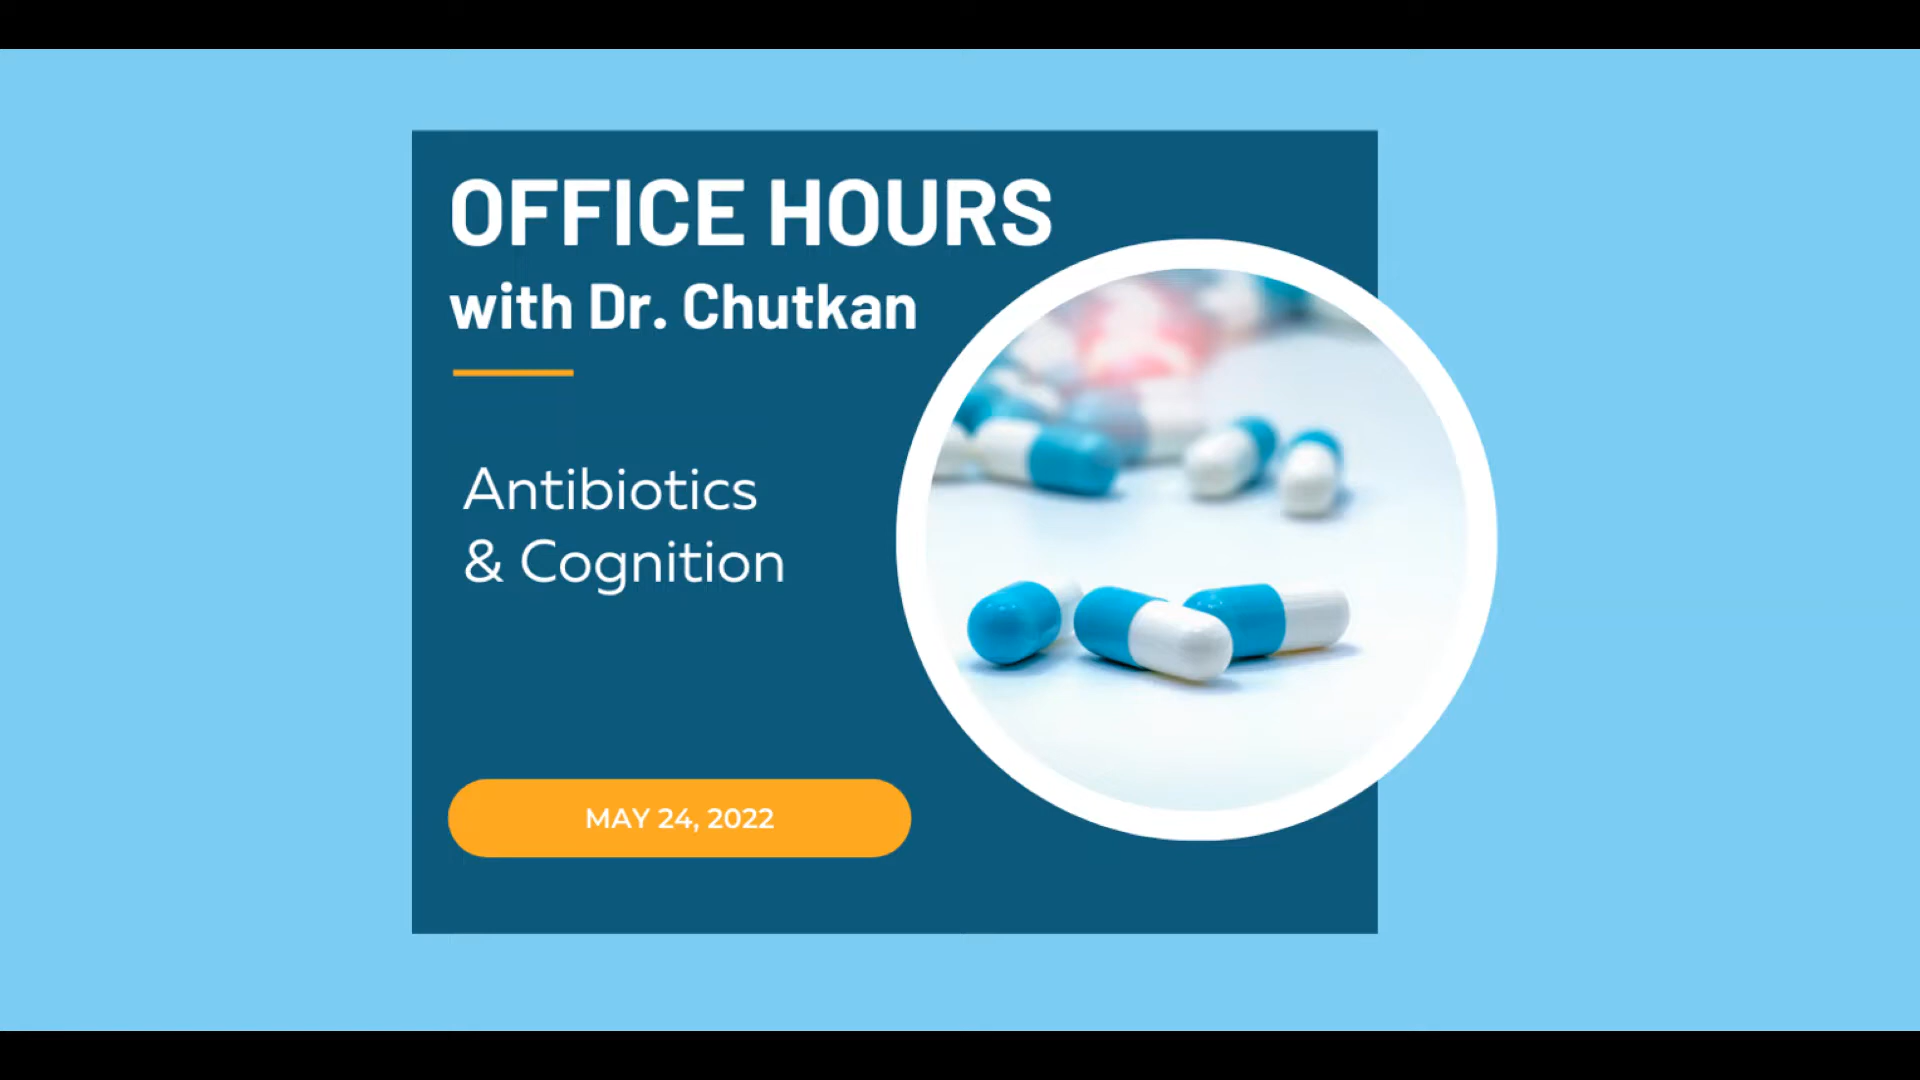 OFFICE HOURS
with Dr. Chutkan
Antibiotics
& Cognition
MAY 24, 2022